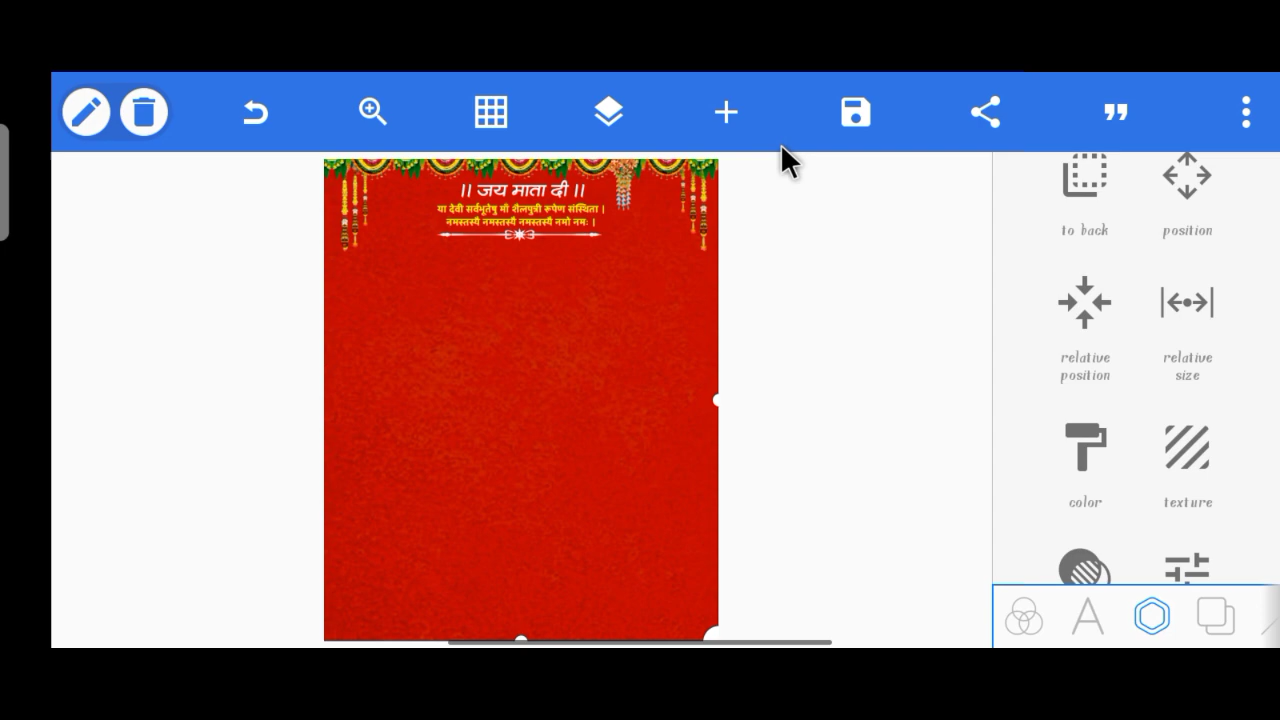 || जय माता दी ||
या देवी सर्वभूतेषु माँ शैलपुत्री रूपेण संस्थिता |
नमस्तस्यै नमस्तस्यै नमस्तस्यै नमो नमः |
to back
position
relative position
relative size
color
texture